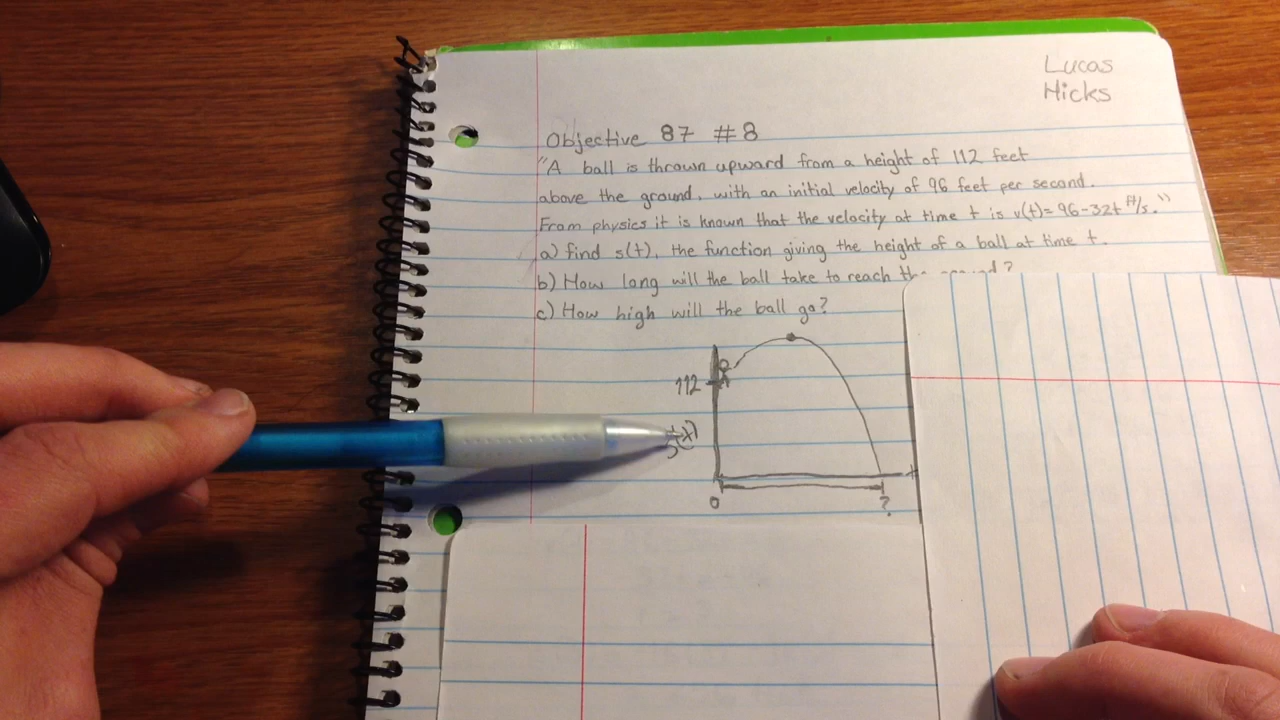 Lucas
Hicks
Objective 87 #8
"A ball is thrown upward from a height of 112 feet
above the ground, with an initial velocity of 96 feet per second.
From physics it is known that the velocity at time t is v(t)=96-32t ft/s."
a) find s(t), the function giving the height of a ball at time t.
b) How long will the ball take to reach
c) How high will the ball go?
112
0
?